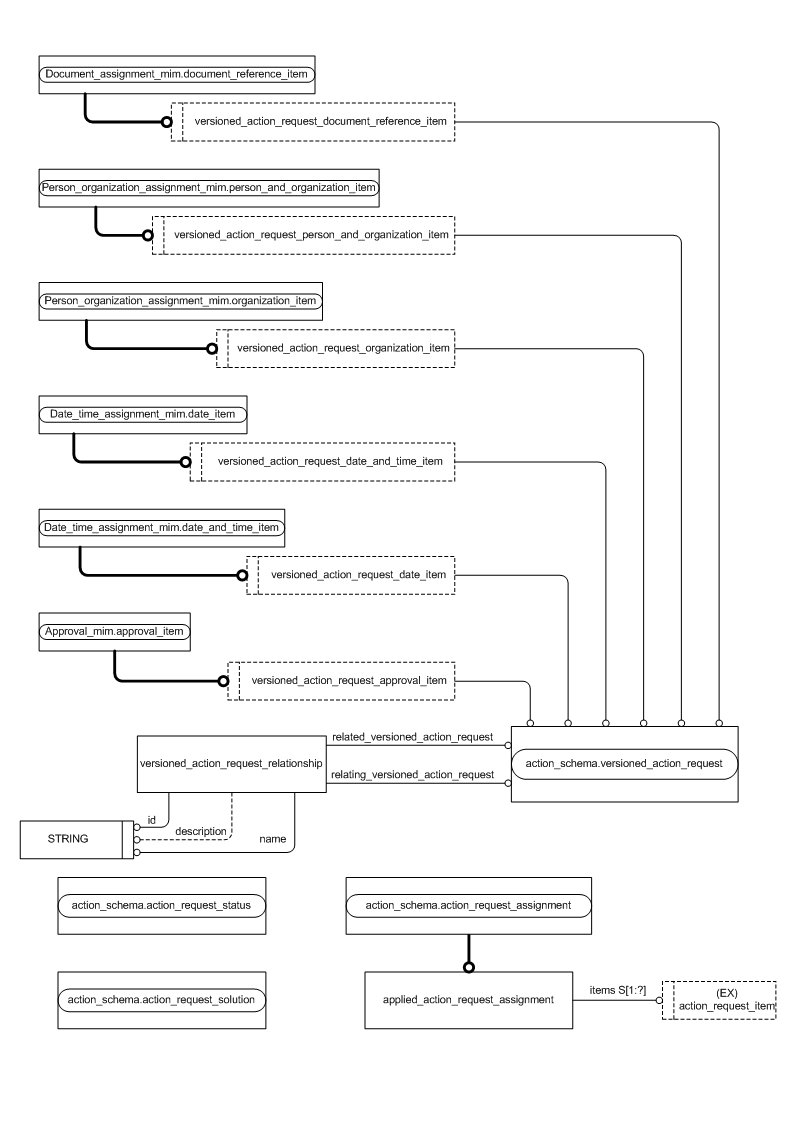 Document_assignment_mim.document_reference_item
versioned_action_request_document_reference_item
Person_organization_assignment_mim.person_and_organization_item
versioned_action_request_person_and_organization_item
Person_organization_assignment_mim.organization_item
versioned_action_request_organization_item
Date_time_assignment_mim.date_item
versioned_action_request_date_and_time_item
Date_time_assignment_mim.date_and_time_item
versioned_action_request_date_item
Approval_mim.approval_item
versioned_action_request_approval_item
related_versioned_action_request
versioned_action_request_relationship
action_schema.versioned_action_request
relating_versioned_action_request
id
description
name
STRING
action_schema.action_request_status
action_schema.action_request_assignment
action_schema.action_request_solution
applied_action_request_assignment
items S[1:?]
(EX)
action_request_item